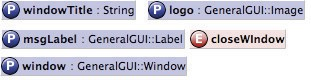 P windowTitle : String P logo : GeneralGUI::Image
P msgLabel : GeneralGUI::Label E closeWIndow
P window : GeneralGUI::Window